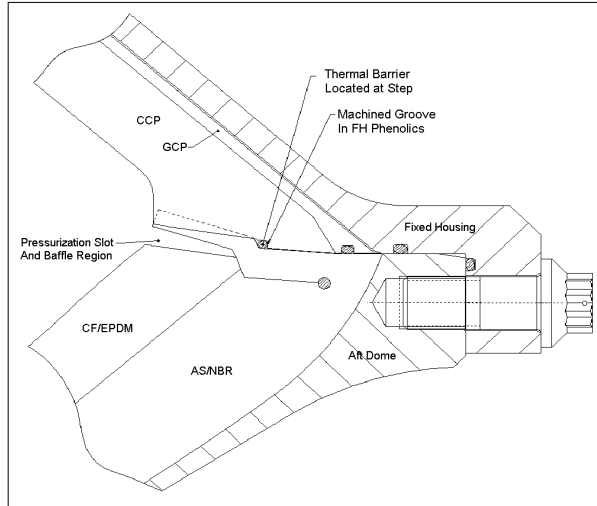 Thermal Barrier
Located at Step
Machined Groove
In FH Phenolics
CCP
GCP
Fixed Housing
Pressurization Slot
And Baffle Region
CF/EPDM
AS/NBR
Aft Dome